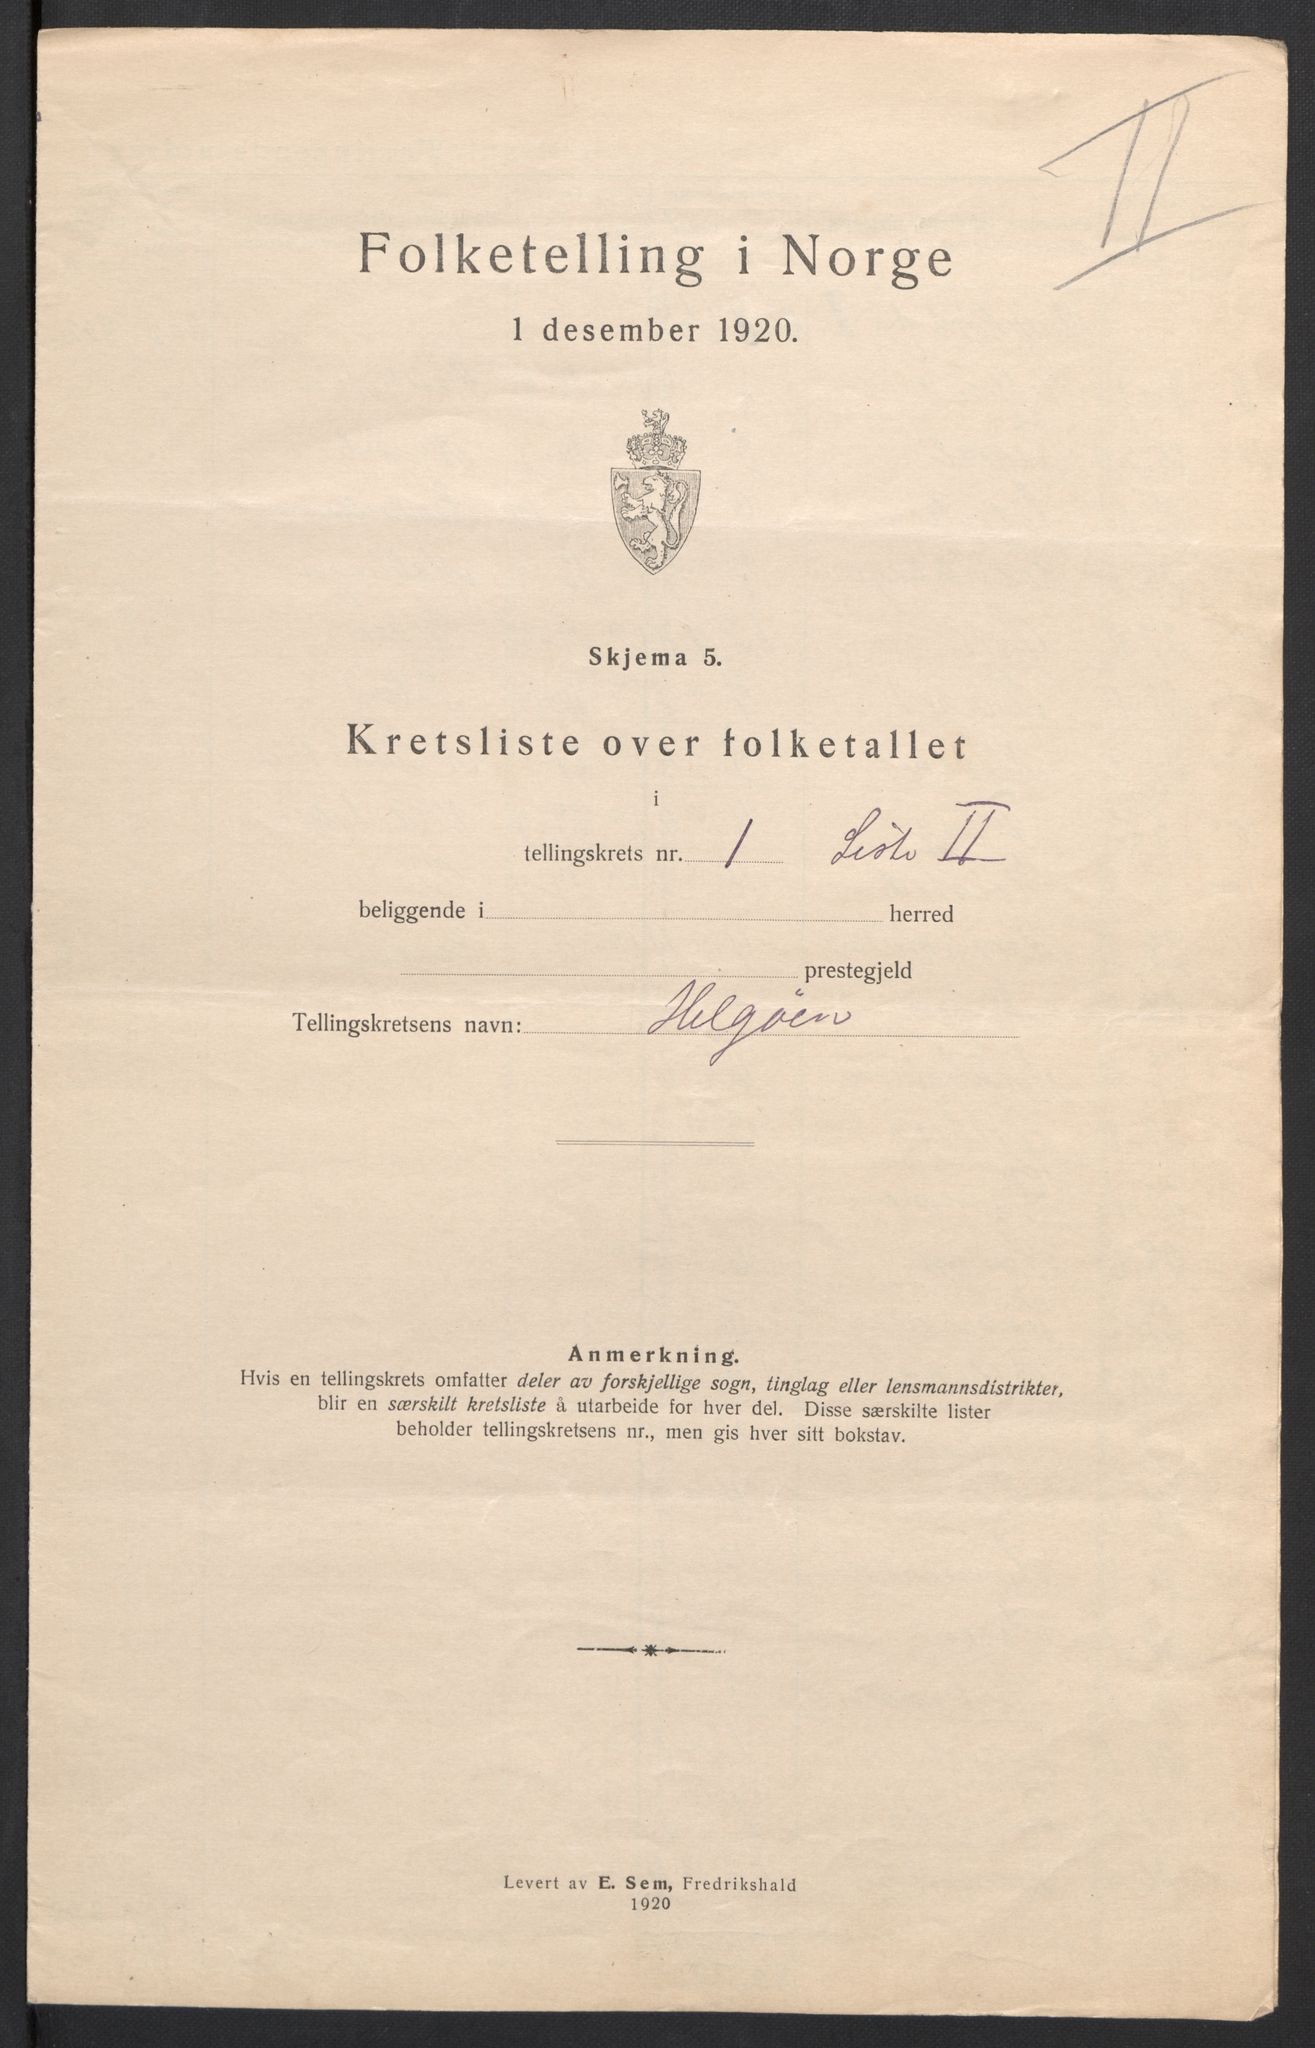 II
Folketelling i Norge
1 desember 1920.
Skjema 5.
Kretsliste over folketallet
i
tellingskrets nr. 1 Liste II
beliggende i herred
prestegjeld
Tellingskretsens navn: Helgöen
Anmerkning.
Hvis en tellingskrets omfatter deler av forskjellige sogn, tinglag eller lensmannsdistrikter,
blir en særskilt kretsliste å utarbeide for hver del. Disse særskilte lister
beholder tellingskretsens nr., men gis hver sitt bokstav.
Levert av E. Sem, Fredrikshald
1920